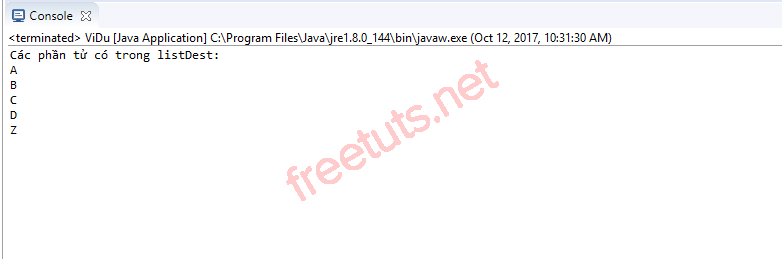 Console
<terminated> ViDu [Java Application] C:\Program Files\Java\jre1.8.0_144\bin\javaw.exe (Oct 12, 2017, 10:31:30 AM)
Các phần tử có trong listDest:
A
B
C
D
Z
freetuts.net